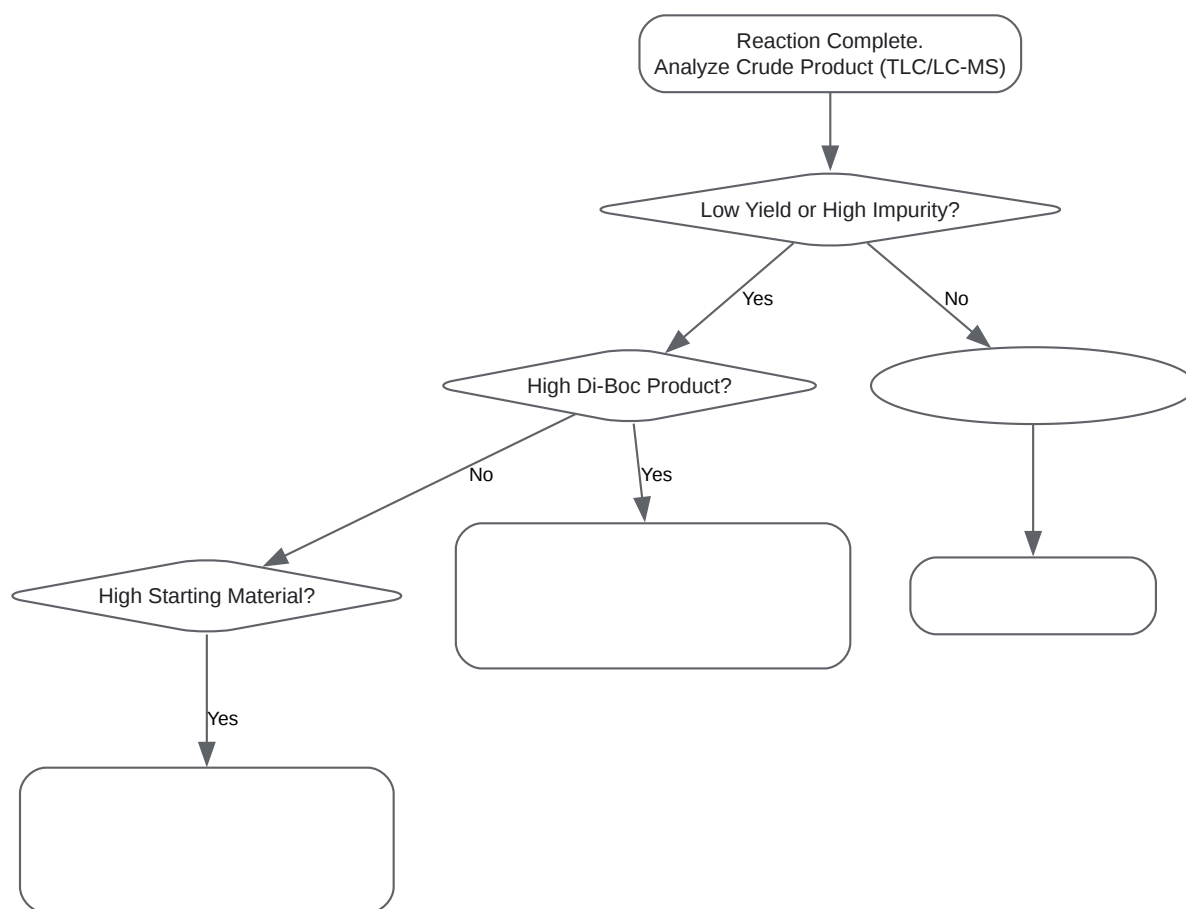 Reaction Complete.
Analyze Crude Product (TLC/LC-MS)
Low Yield or High Impurity?
Yes
No
High Di-Boc Product?
No
Yes
High Starting Material?
Yes